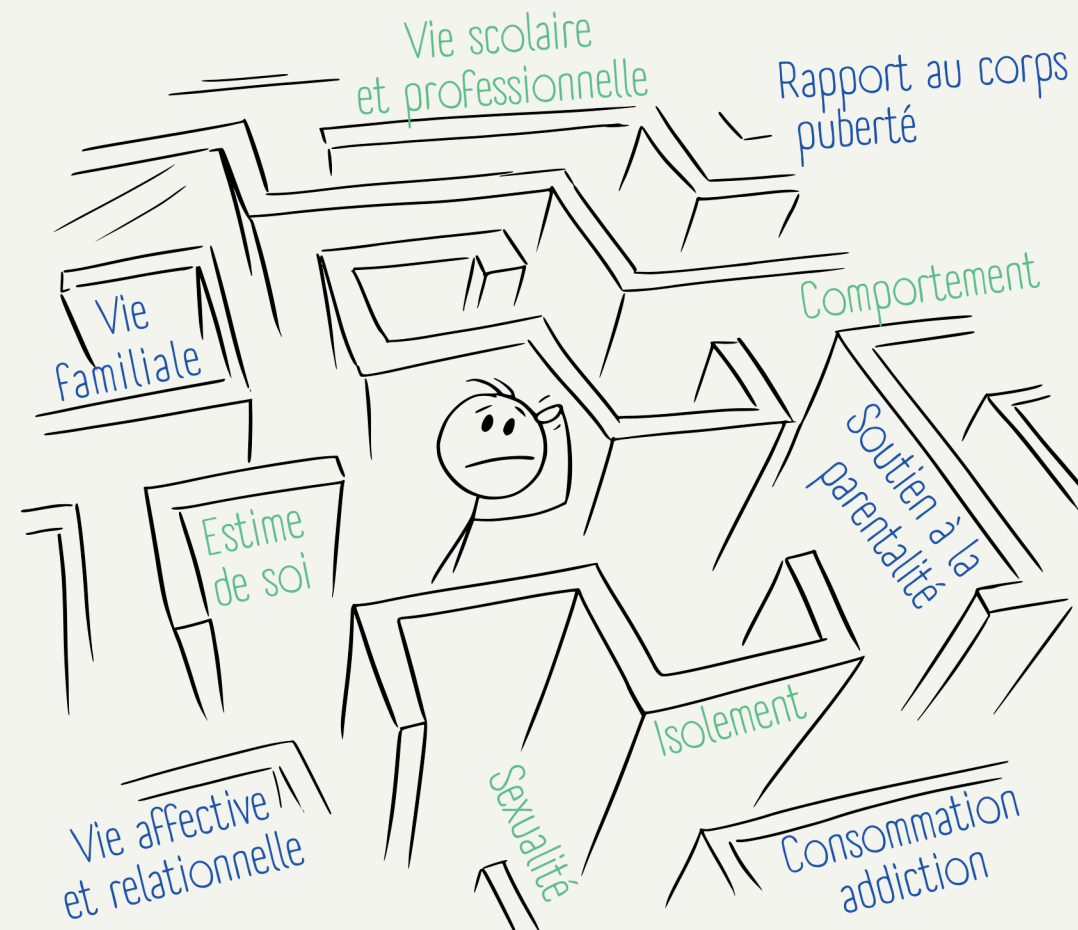 Vie scolaire
et professionnelle
Rapport au corps
puberté
Comportement
Vie
familiale
Soutien à la
parentalité
Estime
de soi
Isolement
Sexualité
Vie affective
et relationnelle
Consommation
addiction